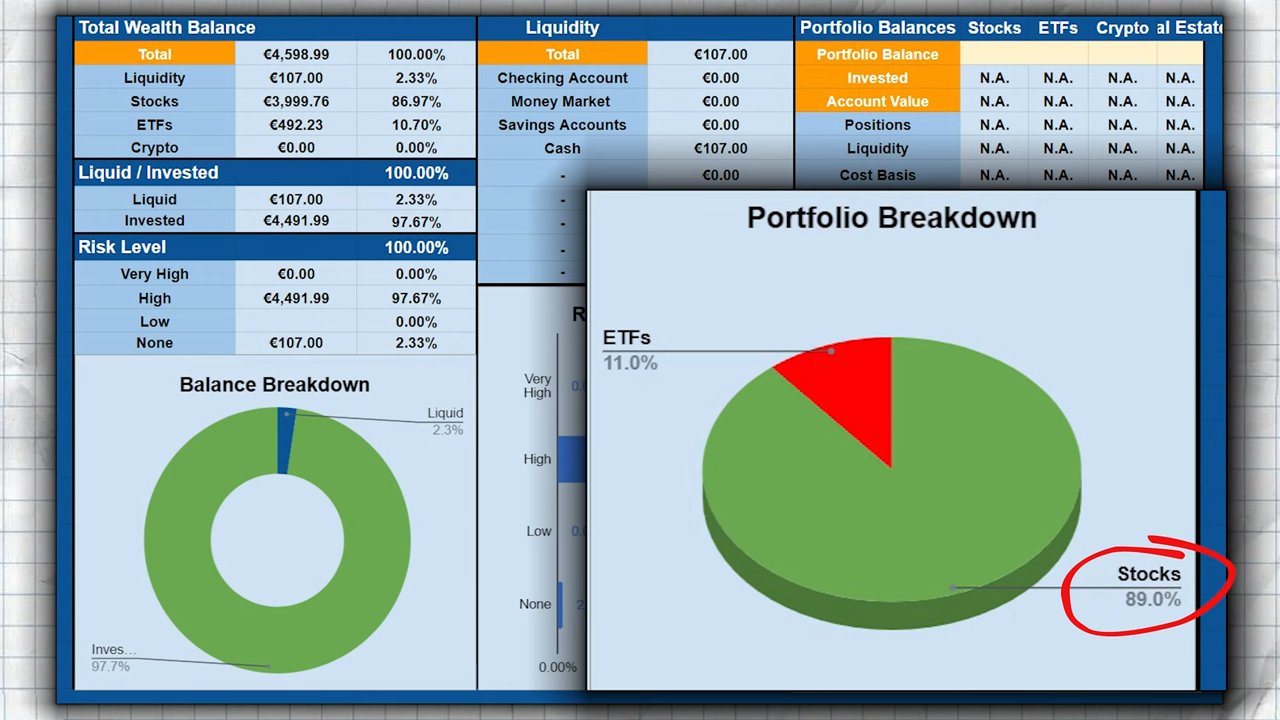 Total Wealth Balance
Total €4,598.99 100.00%
Liquidity €107.00 2.33%
Stocks €3,999.76 86.97%
ETFs €492.23 10.70%
Crypto €0.00 0.00%
Liquid / Invested 100.00%
Liquid €107.00 2.33%
Invested €4,491.99 97.67%
Risk Level 100.00%
Very High €0.00 0.00%
High €4,491.99 97.67%
Low 0.00%
None €107.00 2.33%
Balance Breakdown
Liquid
2.3%
Inves...
97.7%
Liquidity
Total €107.00
Checking Account €0.00
Money Market €0.00
Savings Accounts €0.00
Cash €107.00
- €0.00
-
-
-
-
Very
High
High
Low
None
0.00%
Portfolio Balances Stocks ETFs Crypto al Estate
Portfolio Balance
Invested N.A. N.A. N.A. N.A.
Account Value N.A. N.A. N.A. N.A.
Positions N.A. N.A. N.A. N.A.
Liquidity N.A. N.A. N.A. N.A.
Cost Basis N.A. N.A. N.A. N.A.
Portfolio Breakdown
ETFs
11.0%
Stocks
89.0%